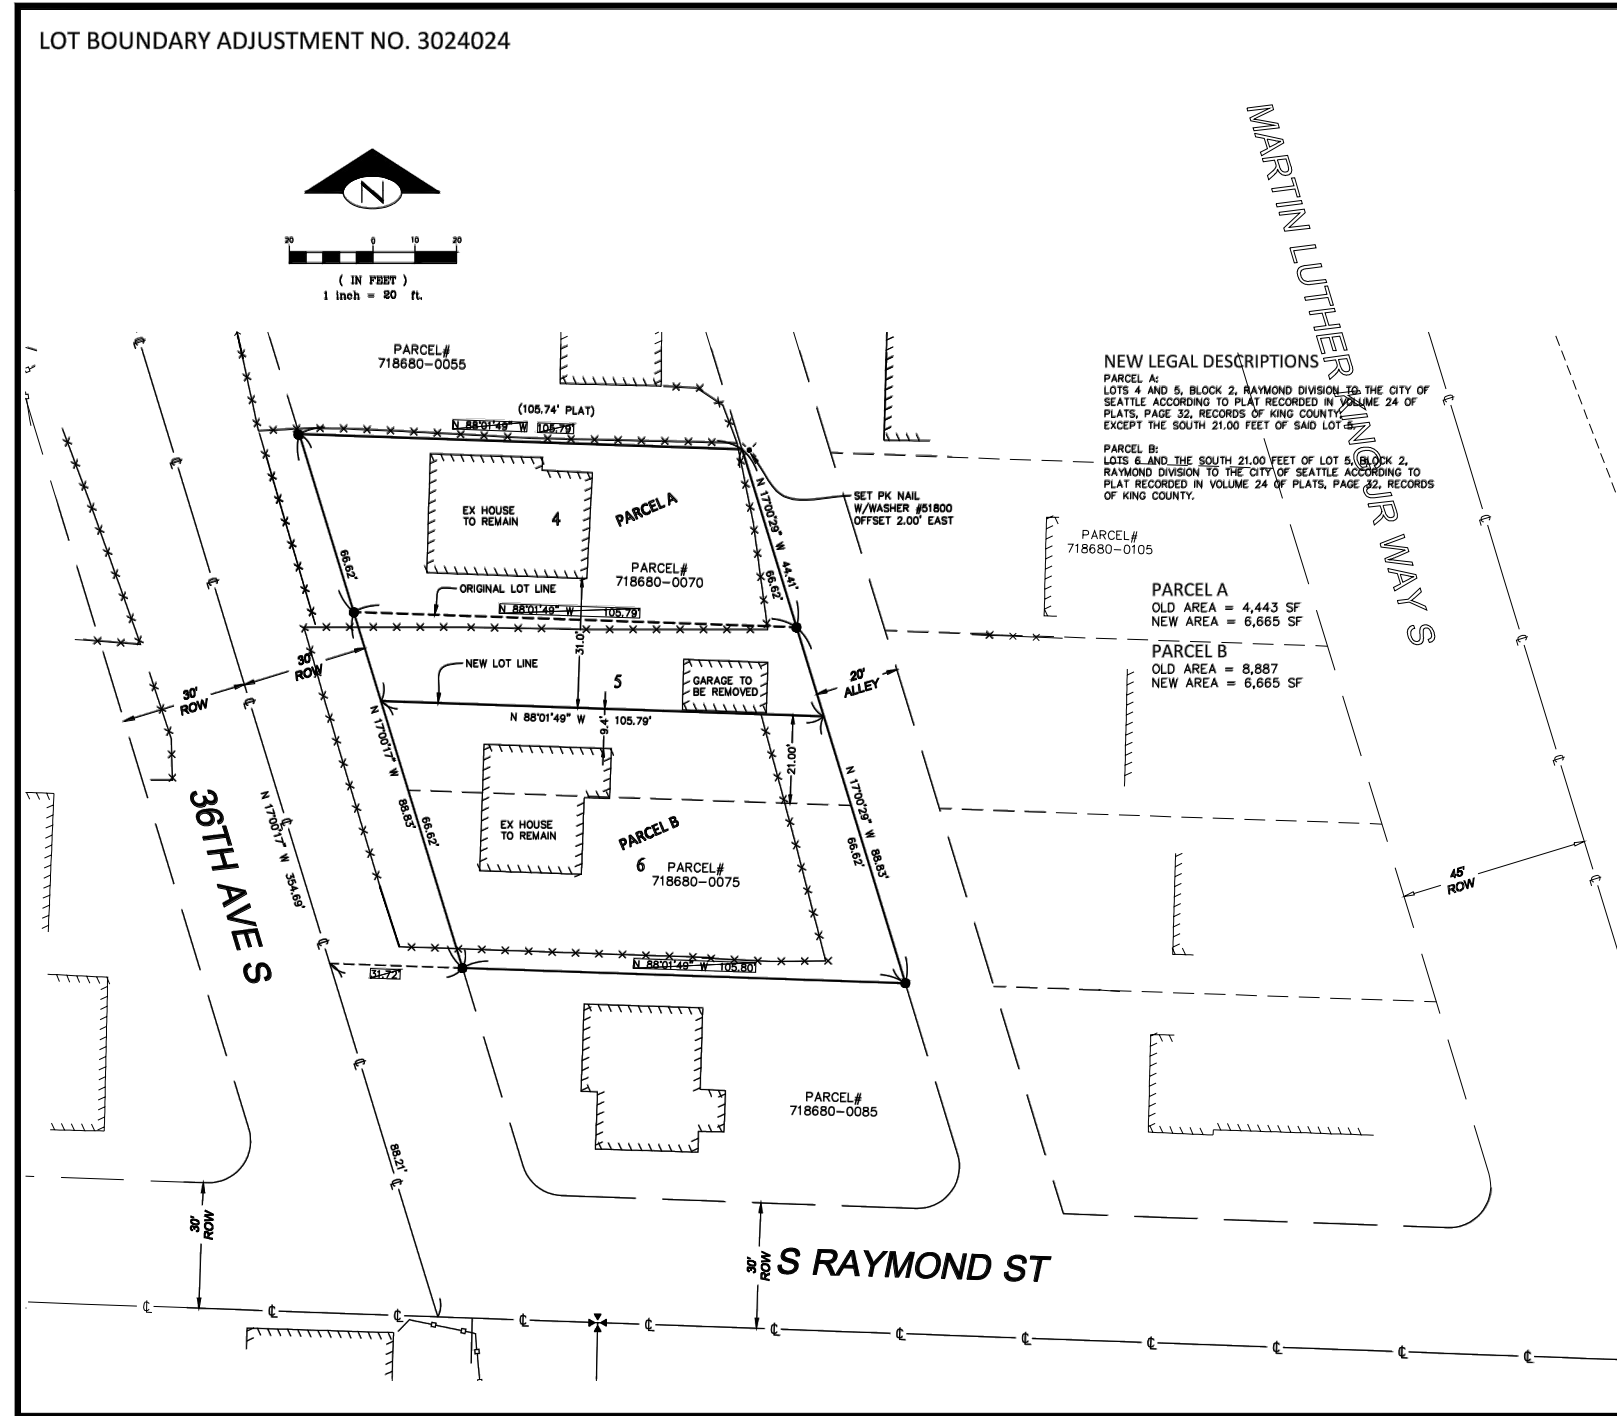 LOT BOUNDARY ADJUSTMENT NO. 3024024
MARTIN LUTHER KING JR WAY S
N
20 0 10 20
( IN FEET )
1 inch = 20 ft.
PARCEL#
718680-0055
(105.74' PLAT)
N 88°01'49" W 105.79'
NEW LEGAL DESCRIPTIONS
PARCEL A:
LOTS 4 AND 5, BLOCK 2, RAYMOND DIVISION TO THE CITY OF
SEATTLE ACCORDING TO PLAT RECORDED IN VOLUME 24 OF
PLATS, PAGE 32, RECORDS OF KING COUNTY,
EXCEPT THE SOUTH 21.00 FEET OF SAID LOT 5.
PARCEL B:
LOTS 6 AND THE SOUTH 21.00 FEET OF LOT 5, BLOCK 2,
RAYMOND DIVISION TO THE CITY OF SEATTLE ACCORDING TO
PLAT RECORDED IN VOLUME 24 OF PLATS, PAGE 32, RECORDS
OF KING COUNTY.
EX HOUSE
TO REMAIN
4
PARCEL A
SET PK NAIL
W/WASHER #51800
OFFSET 2.00' EAST
N 17°00'29" W 44.41'
66.62'
66.62'
PARCEL#
718680-0070
PARCEL#
718680-0105
ORIGINAL LOT LINE
N 88°01'49" W 105.79'
31.0'
PARCEL A
OLD AREA = 4,443 SF
NEW AREA = 6,665 SF
PARCEL B
OLD AREA = 8,887
NEW AREA = 6,665 SF
30'
ROW
30'
ROW
NEW LOT LINE
5
GARAGE TO
BE REMOVED
20'
ALLEY
N 88°01'49" W 105.79'
9.4'
21.00'
N 17°00'17" W 88.83'
66.62'
N 17°00'29" W 88.83'
66.62'
36TH AVE S
N 17°00'17" W 354.69'
EX HOUSE
TO REMAIN
PARCEL B
6
PARCEL#
718680-0075
45'
ROW
31.72'
N 88°01'49" W 105.80'
PARCEL#
718680-0085
88.21'
30'
ROW
30'
ROW
S RAYMOND ST